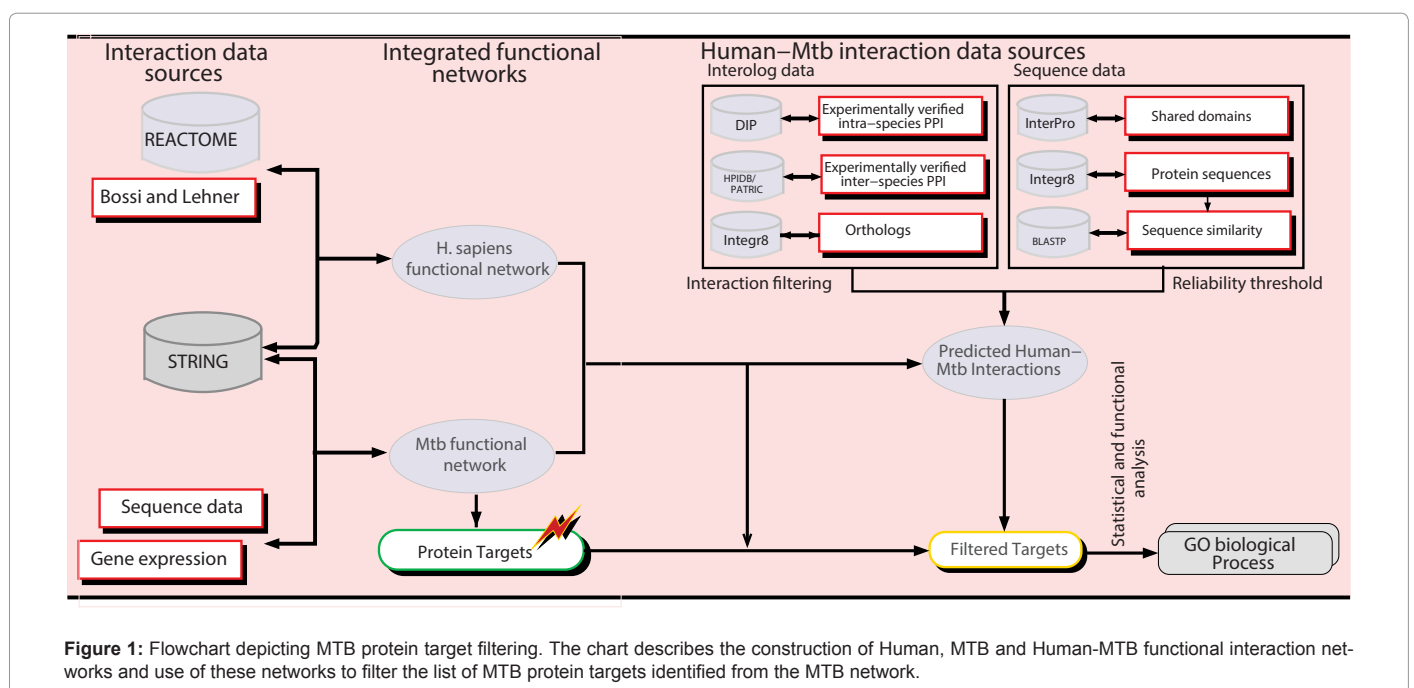 Interaction data
sources
Integrated functional
networks
Human–Mtb interaction data sources
Interolog data
Sequence data
REACTOME
Bossi and Lehner
STRING
Sequence data
Gene expression
H. sapiens
functional network
Mtb functional
network
Protein Targets
DIP
Experimentally verified
intra–species PPI
HPIDB/
PATRIC
Experimentally verified
inter–species PPI
Integr8
Orthologs
InterPro
Shared domains
Integr8
Protein sequences
BLASTP
Sequence similarity
Interaction filtering
Reliability threshold
Predicted Human–
Mtb Interactions
Statistical and functional
analysis
Filtered Targets
GO biological
Process
Figure 1: Flowchart depicting MTB protein target filtering. The chart describes the construction of Human, MTB and Human-MTB functional interaction net-
works and use of these networks to filter the list of MTB protein targets identified from the MTB network.